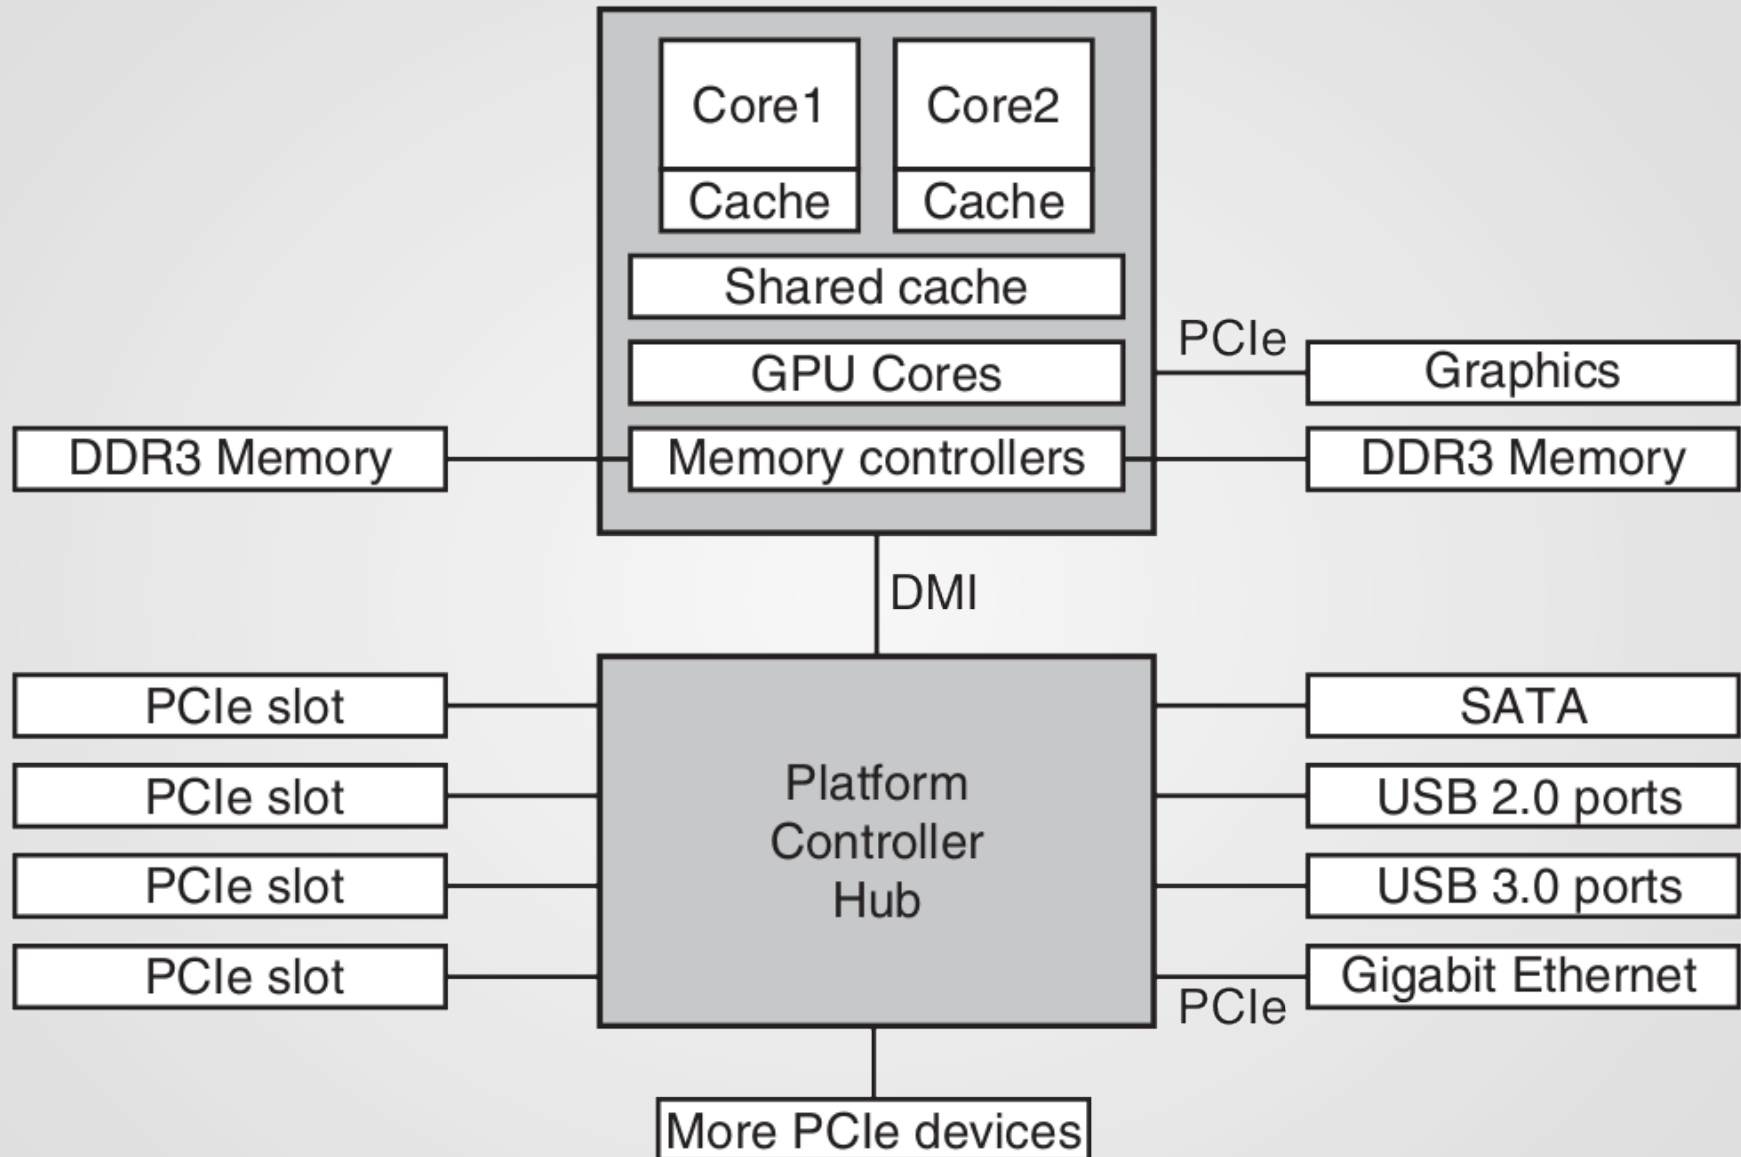 Core1
Core2
Cache
Cache
Shared cache
GPU Cores
PCIe
Graphics
DDR3 Memory
Memory controllers
DDR3 Memory
DMI
PCIe slot
SATA
PCIe slot
USB 2.0 ports
PCIe slot
USB 3.0 ports
PCIe slot
Platform
Controller
Hub
Gigabit Ethernet
PCIe
More PCIe devices